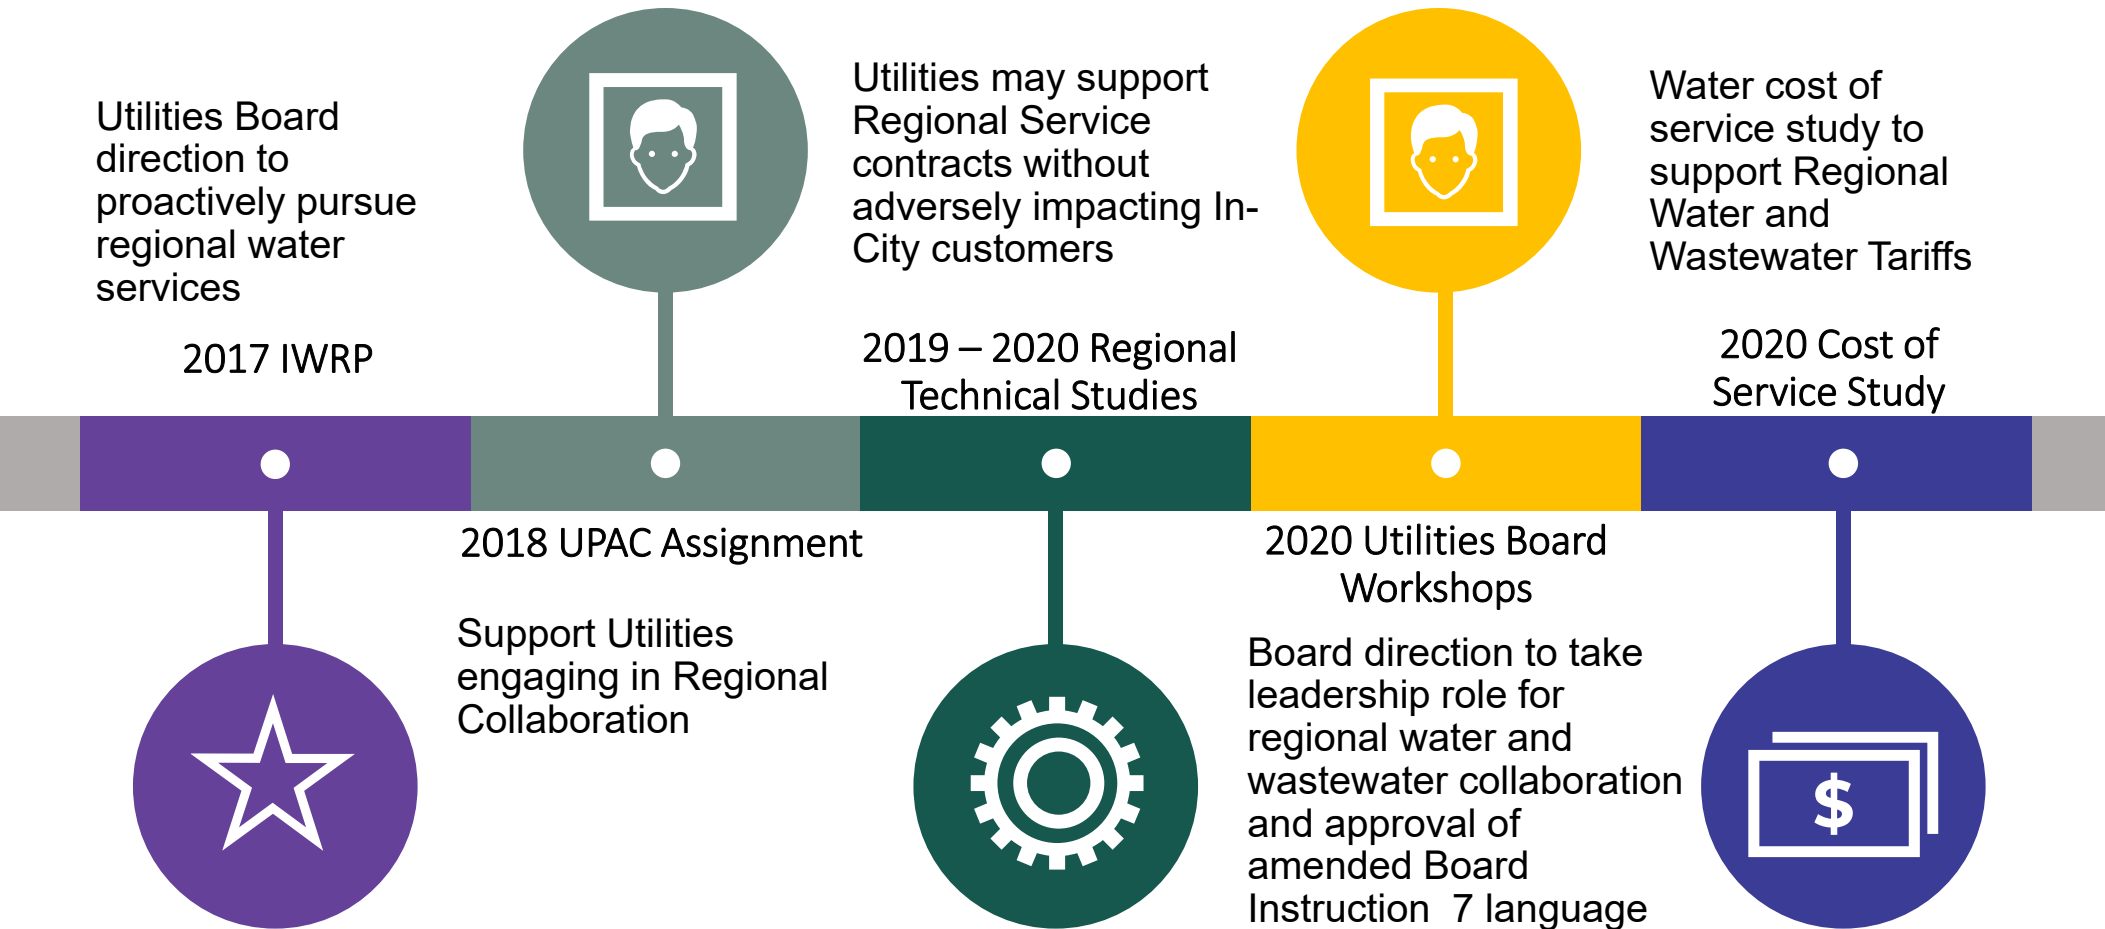 Utilities Board
direction to
proactively pursue
regional water
services
2017 IWRP
2018 UPAC Assignment
Support Utilities
engaging in Regional
Collaboration
Utilities may support
Regional Service
contracts without
adversely impacting In-
City customers
2019 – 2020 Regional
Technical Studies
2020 Utilities Board
Workshops
Board direction to take
leadership role for
regional water and
wastewater collaboration
and approval of
amended Board
Instruction  7 language
Water cost of
service study to
support Regional
Water and
Wastewater Tariffs
2020 Cost of
Service Study
$